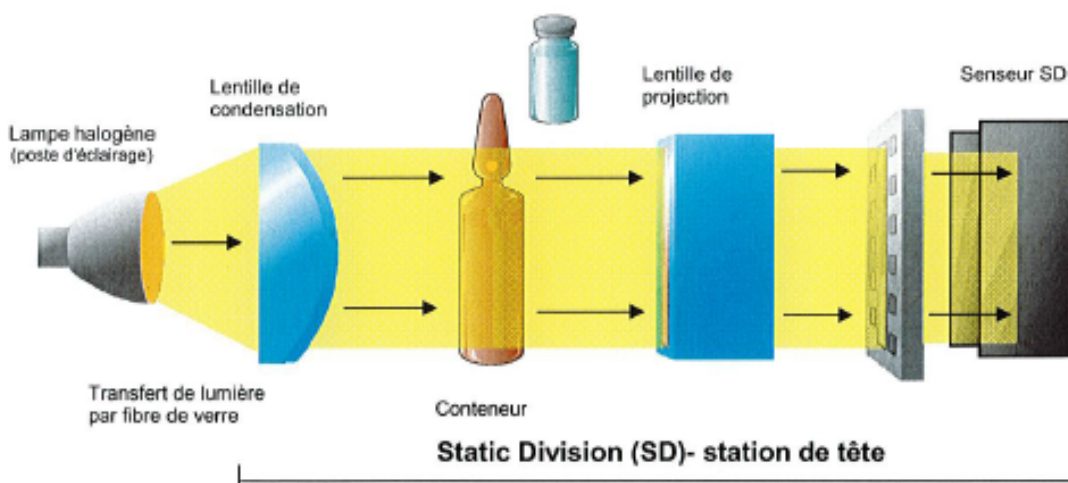 Lentille de
condensation
Lentille de
projection
Senseur SD
Lampe halogène
(poste d'éclairage)
Transfert de lumière
par fibre de verre
Conteneur
Static Division (SD)- station de tête